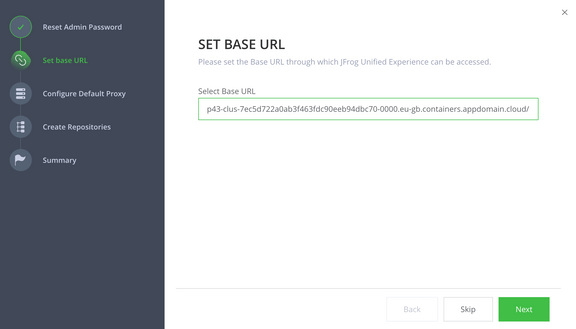 Reset Admin Password
Set base URL
Configure Default Proxy
Create Repositories
Summary
SET BASE URL
Please set the Base URL through which JFrog Unified Experience can be accessed.
Select Base URL
p43-clus-7ec5d722a0ab3f463fdc90eeb94dbc70-0000.eu-gb.containers.appdomain.cloud/
Back
Skip
Next